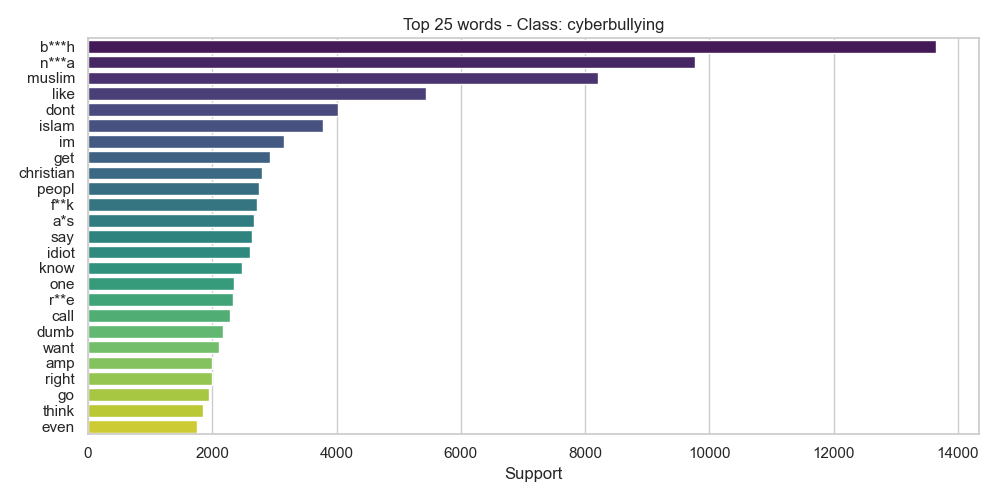 Top 25 words - Class: cyberbullying
b***h
n***a
muslim
like
dont
islam
im
get
christian
peopl
f**k
a*s
say
idiot
know
one
r**e
call
dumb
want
amp
right
go
think
even
0 2000 4000 6000 8000 10000 12000 14000
Support